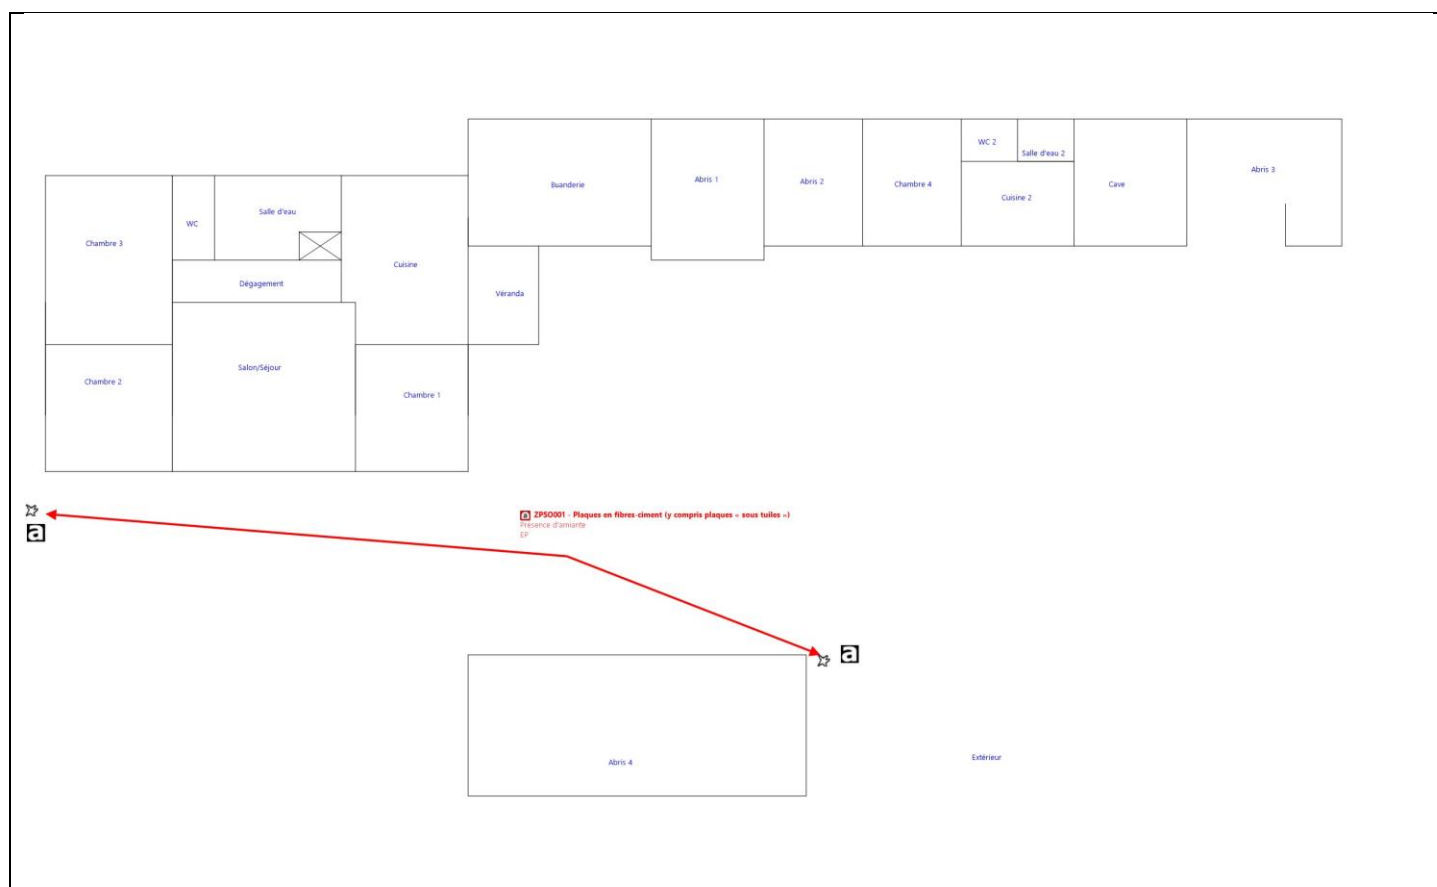 WC 2
Salle d'eau 2
Abris 3
Buanderie
Abris 1
Abris 2
Chambre 4
Cave
Cuisine 2
Salle d'eau
WC
Chambre 3
Cuisine
Dégagement
Véranda
Salon/Séjour
Chambre 2
Chambre 1
a ZPSO001 - Plaques en fibres-ciment (y compris plaques « sous tuiles »)
Présence d'amiante
EP
a
a
Abris 4
Extérieur